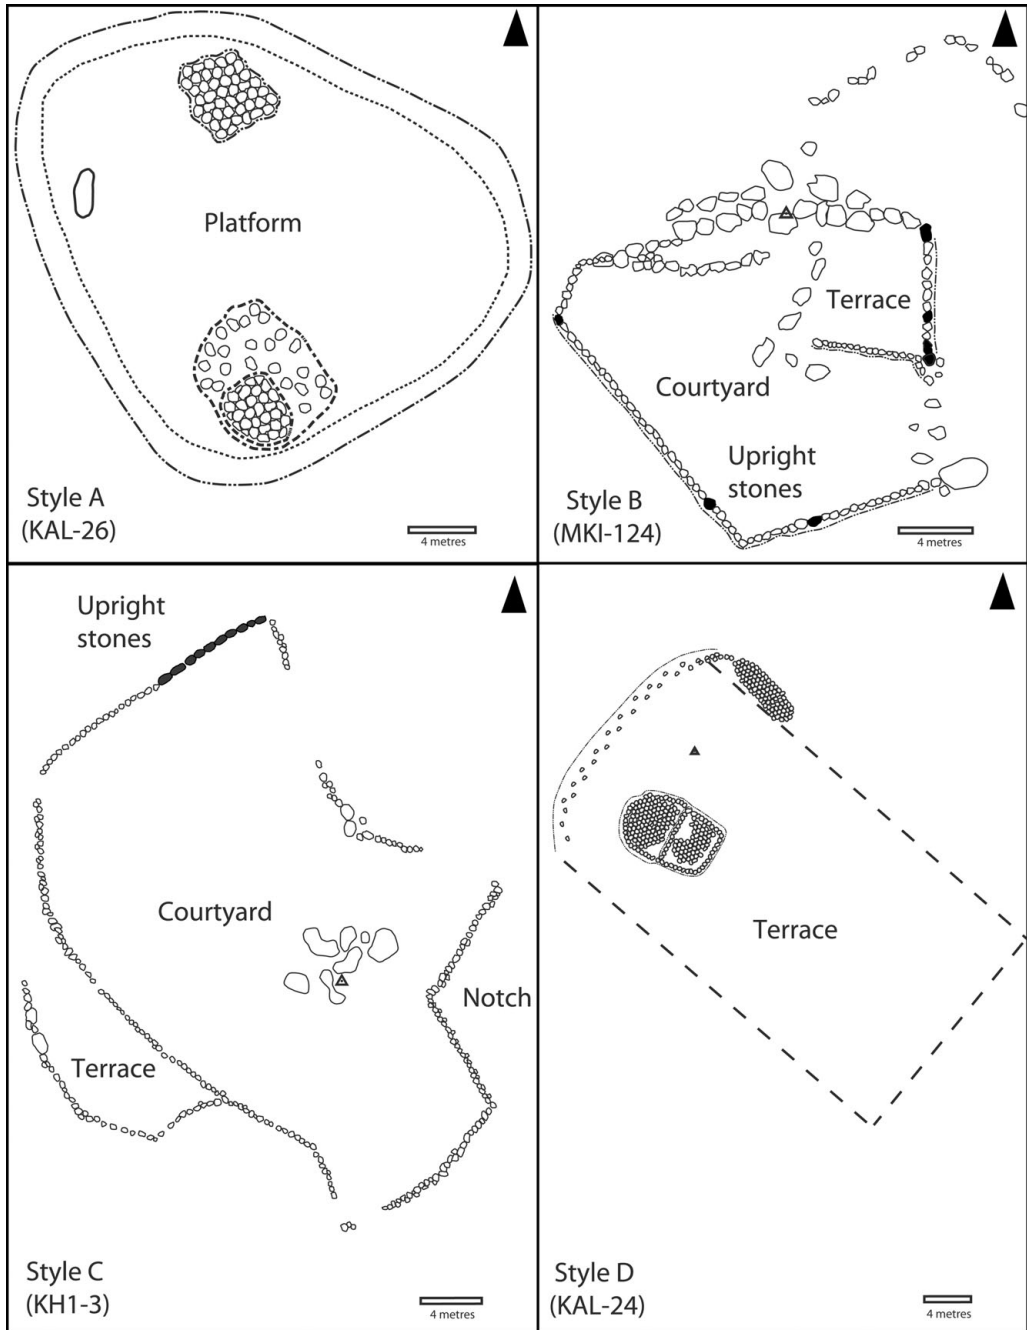 Platform
Style A
(KAL-26)
4 metres
Terrace
Courtyard
Upright
stones
Style B
(MKI-124)
4 metres
Upright
stones
Courtyard
Notch
Terrace
Style C
(KH1-3)
4 metres
Terrace
Style D
(KAL-24)
4 metres